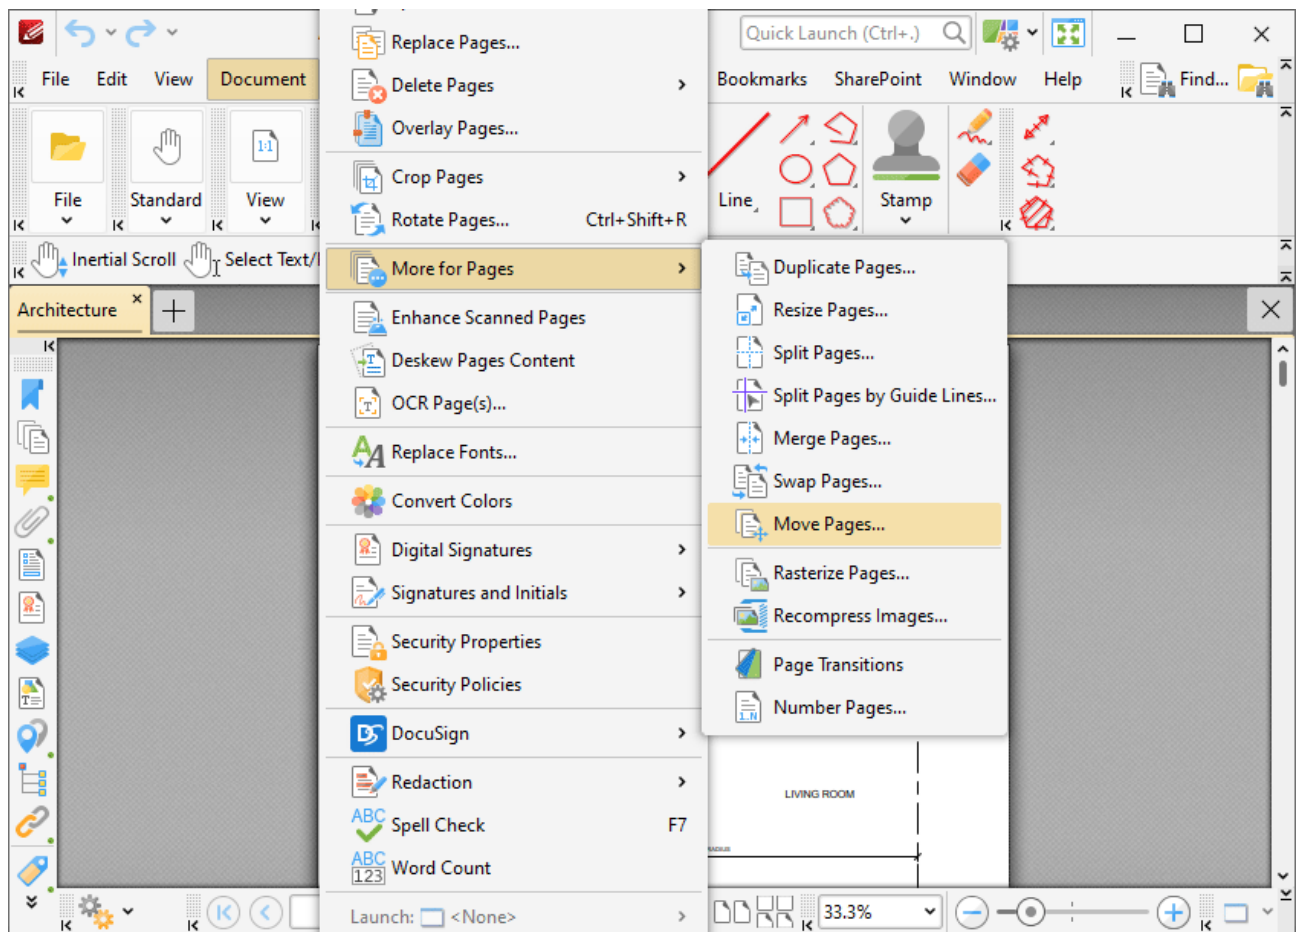 Quick Launch (Ctrl+.)
File Edit View Document Bookmarks SharePoint Window Help Find...
1:1
File Standard View Line Stamp
Inertial Scroll Select Text/
Architecture
Replace Pages...
Delete Pages
Overlay Pages...
Crop Pages
Rotate Pages... Ctrl+Shift+R
More for Pages
Enhance Scanned Pages
Deskew Pages Content
OCR Page(s)...
Replace Fonts...
Convert Colors
Digital Signatures
Signatures and Initials
Security Properties
Security Policies
DocuSign
Redaction
Spell Check F7
Word Count
Launch: <None>
Duplicate Pages...
Resize Pages...
Split Pages...
Split Pages by Guide Lines...
Merge Pages...
Swap Pages...
Move Pages...
Rasterize Pages...
Recompress Images...
Page Transitions
Number Pages...
LIVING ROOM
33.3%